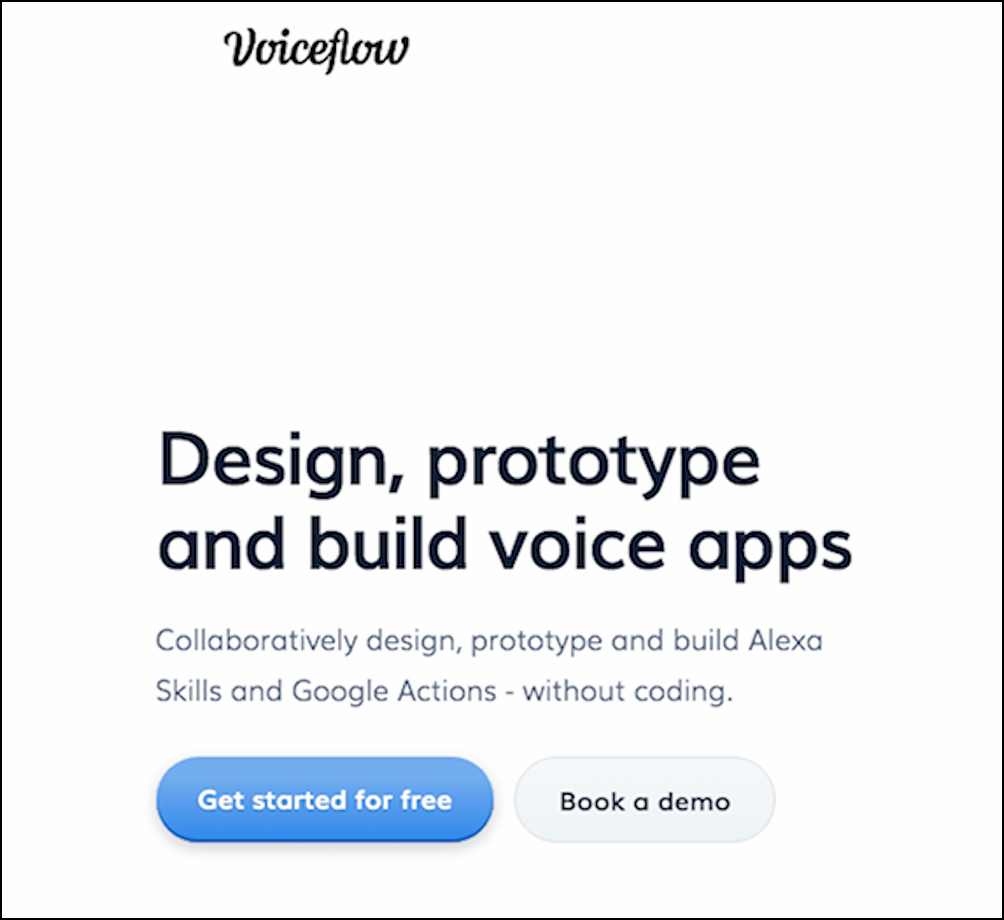 Voiceflow
Design, prototype
and build voice apps
Collaboratively design, prototype and build Alexa
Skills and Google Actions - without coding.
Get started for free
Book a demo